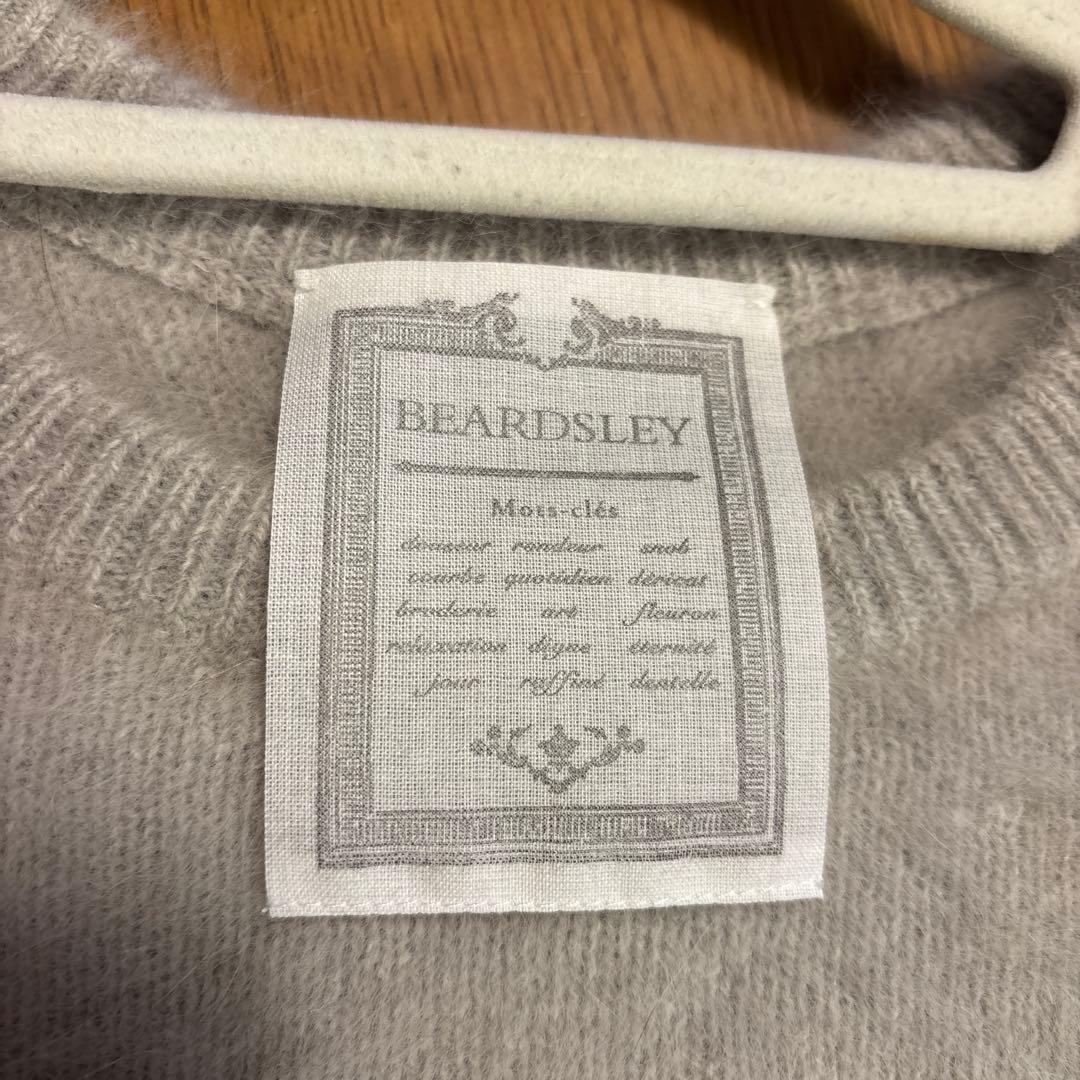 BEARDSLEY
Mots-clés
douceur rondeur snob
courbe quotidien délicat
broderie art fleuron
relaxation digne éternité
jour raffiné dentelle